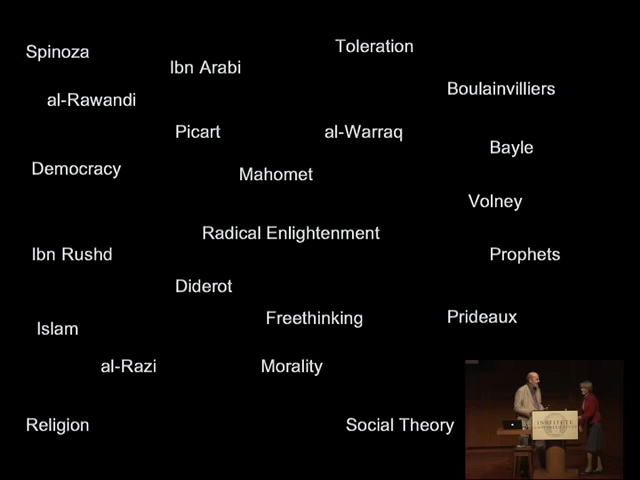 Spinoza
Toleration
Ibn Arabi
Boulainvilliers
al-Rawandi
Picart
al-Warraq
Bayle
Democracy
Mahomet
Volney
Radical Enlightenment
Ibn Rushd
Prophets
Diderot
Freethinking
Prideaux
Islam
al-Razi
Morality
Religion
Social Theory
INSTITUTE